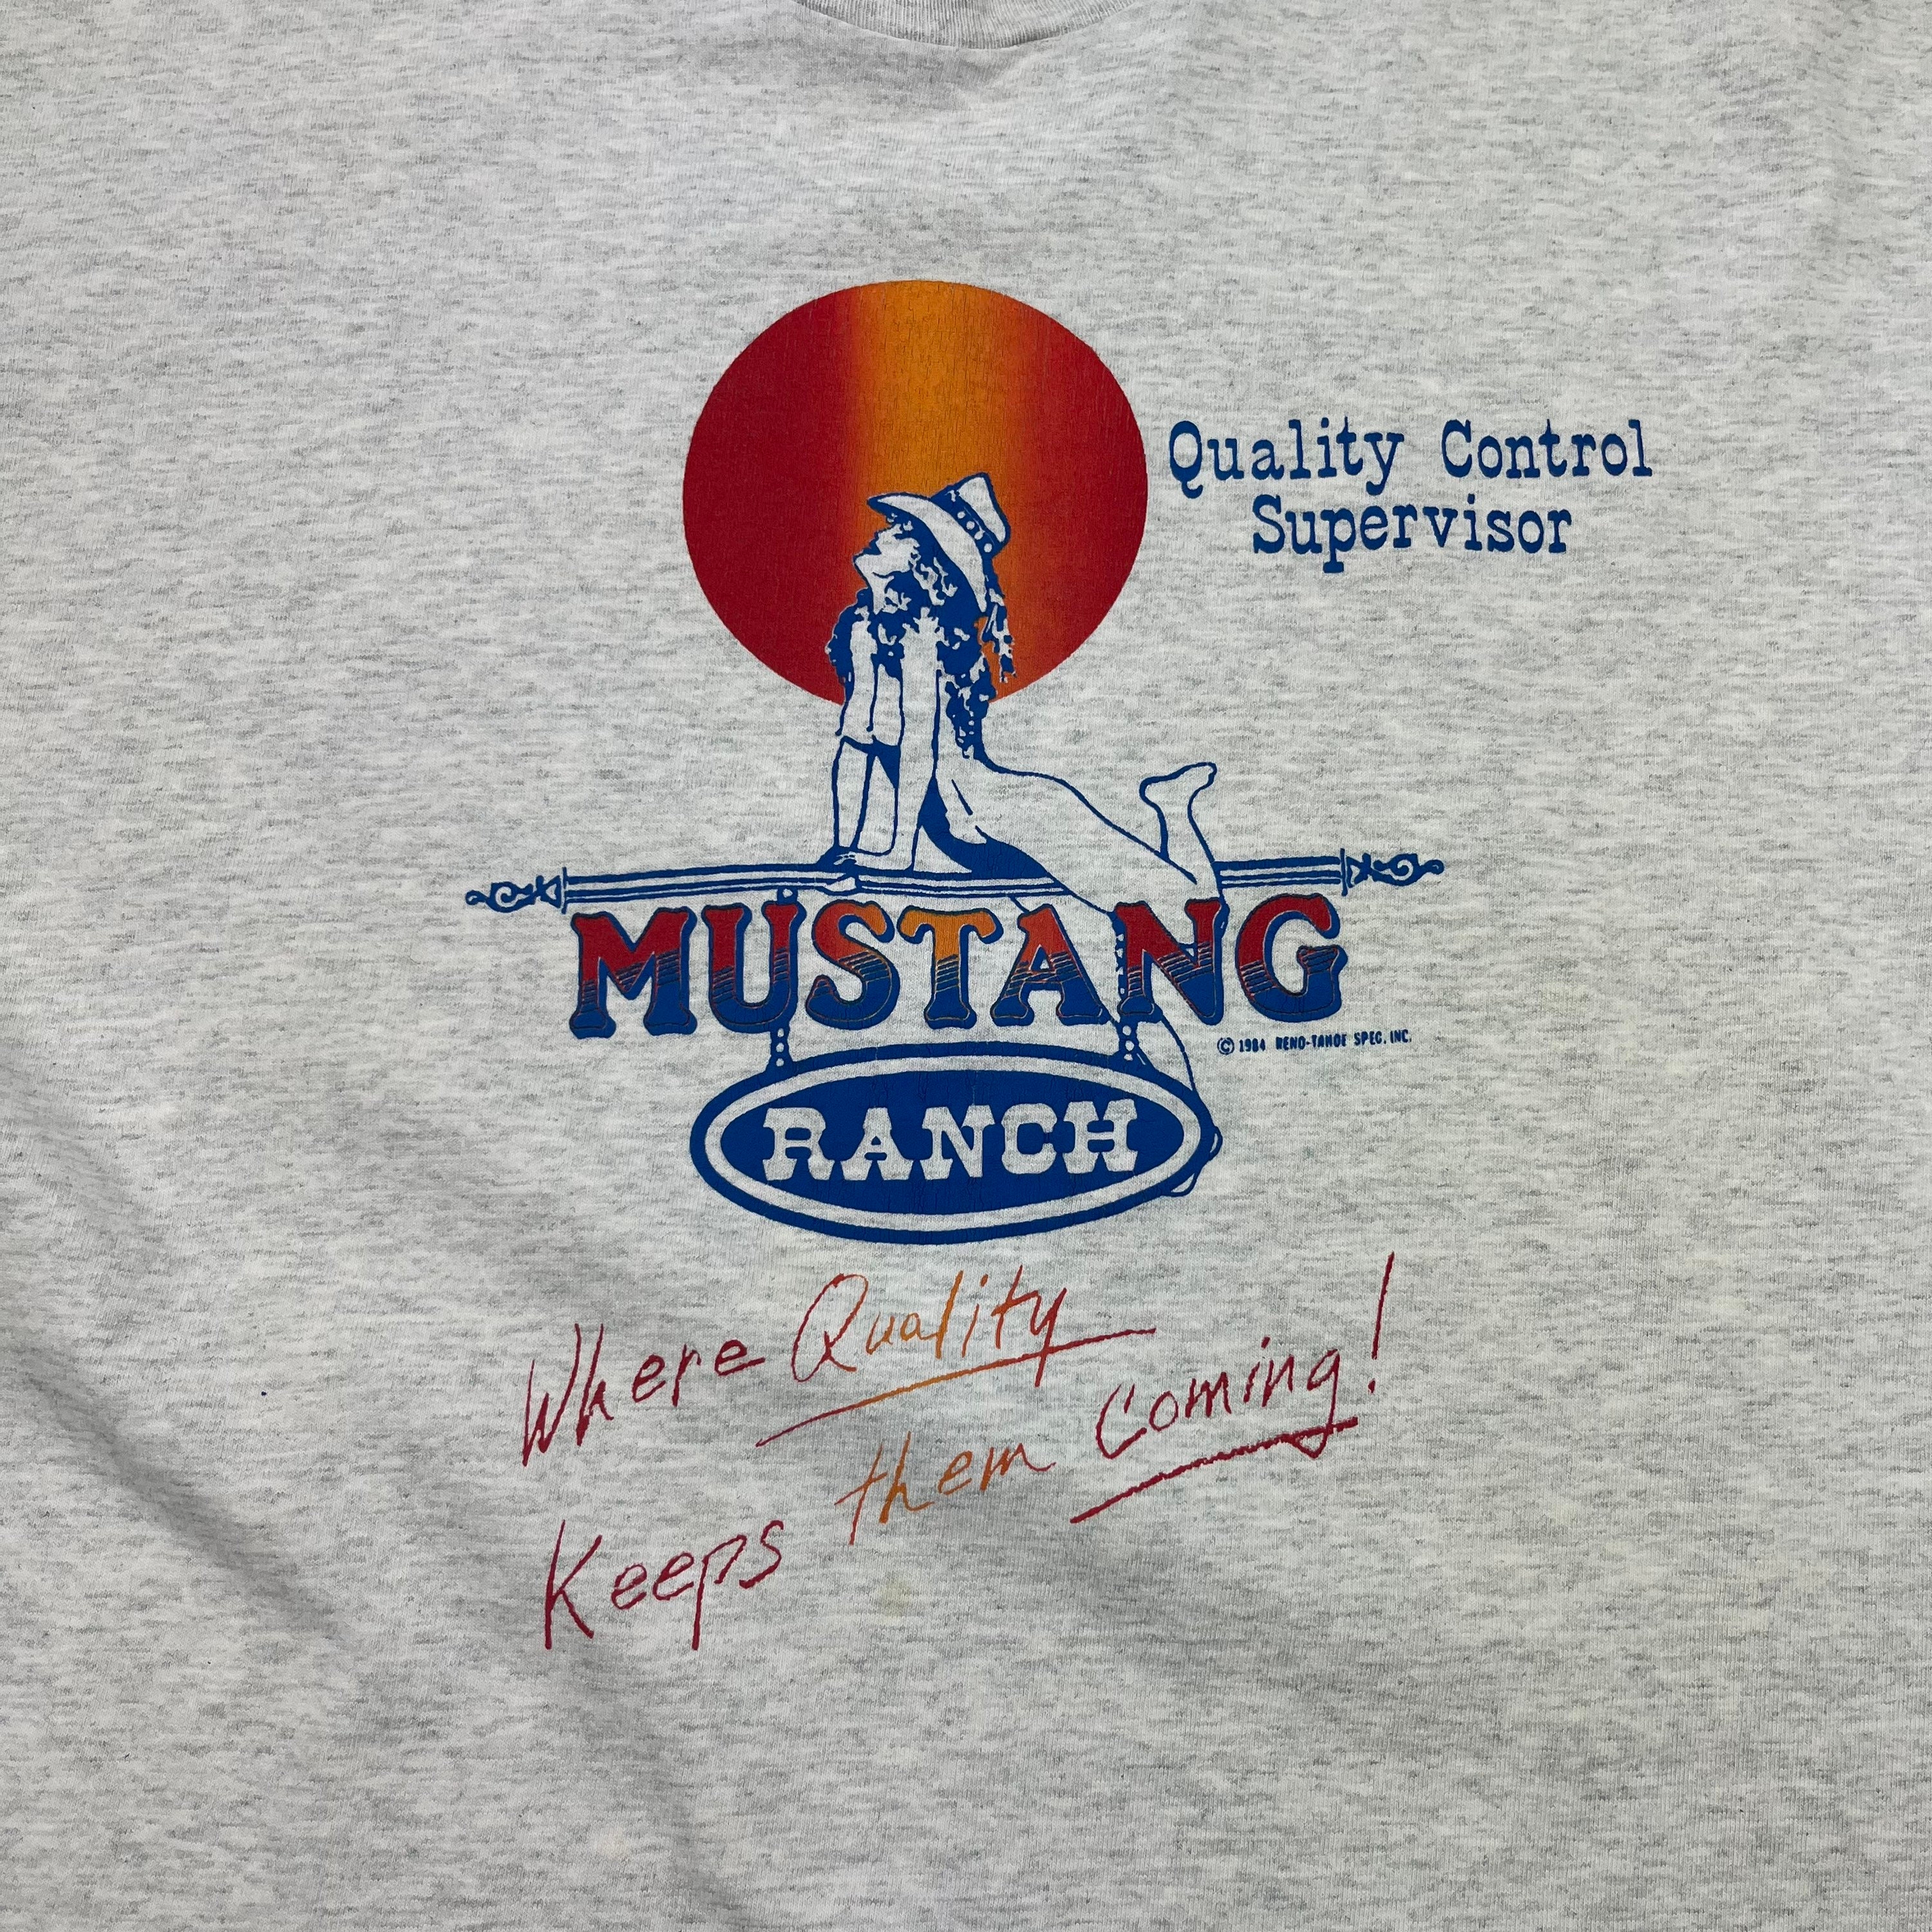 Quality Control
Supervisor
MUSTANG
© 1984 RENO-TAHOE SPEC. INC.
RANCH
Where Quality
Keeps them Coming!